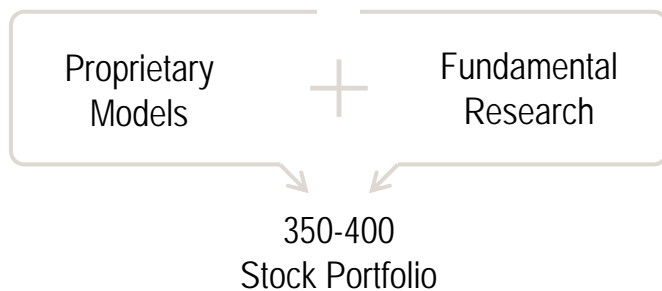 Proprietary
Models
Fundamental
Research
350-400
Stock Portfolio